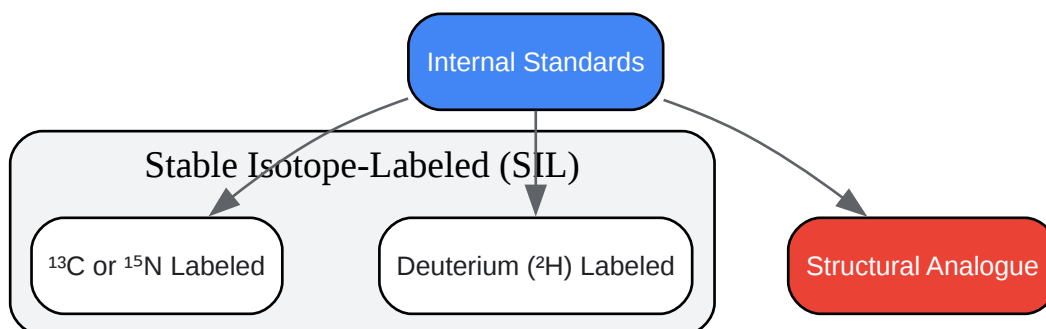 Internal Standards
Stable Isotope-Labeled (SIL)
¹³C or ¹⁵N Labeled
Deuterium (²H) Labeled
Structural Analogue